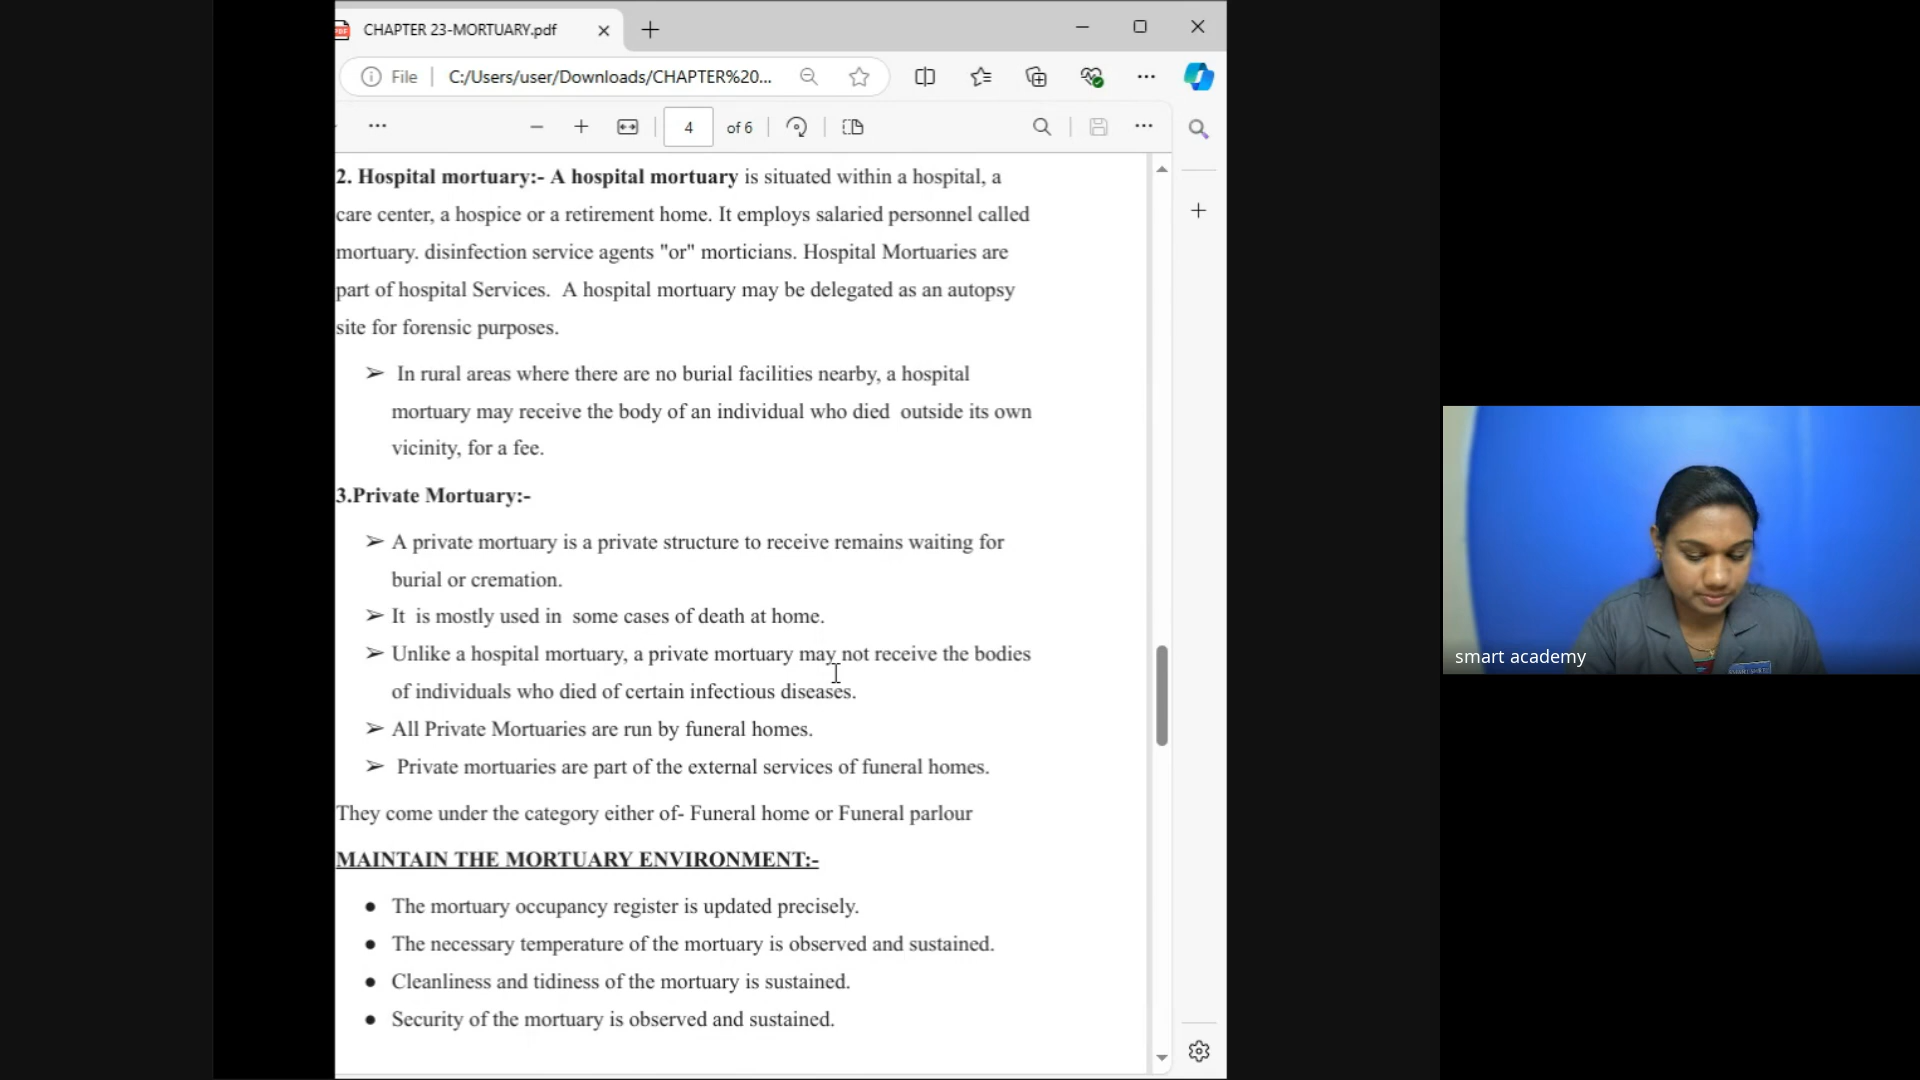 CHAPTER 23-MORTUARY.pdf
File
C:/Users/user/Downloads/CHAPTER%20...
4 of 6
2. Hospital mortuary:- A hospital mortuary is situated within a hospital, a
care center, a hospice or a retirement home. It employs salaried personnel called
mortuary. disinfection service agents "or" morticians. Hospital Mortuaries are
part of hospital Services.  A hospital mortuary may be delegated as an autopsy
site for forensic purposes.
➢ In rural areas where there are no burial facilities nearby, a hospital
mortuary may receive the body of an individual who died  outside its own
vicinity, for a fee.
3.Private Mortuary:-
➢ A private mortuary is a private structure to receive remains waiting for
burial or cremation.
➢ It  is mostly used in  some cases of death at home.
➢ Unlike a hospital mortuary, a private mortuary may not receive the bodies
of individuals who died of certain infectious diseases.
➢ All Private Mortuaries are run by funeral homes.
➢ Private mortuaries are part of the external services of funeral homes.
They come under the category either of- Funeral home or Funeral parlour
MAINTAIN THE MORTUARY ENVIRONMENT:-
● The mortuary occupancy register is updated precisely.
● The necessary temperature of the mortuary is observed and sustained.
● Cleanliness and tidiness of the mortuary is sustained.
● Security of the mortuary is observed and sustained.
smart academy